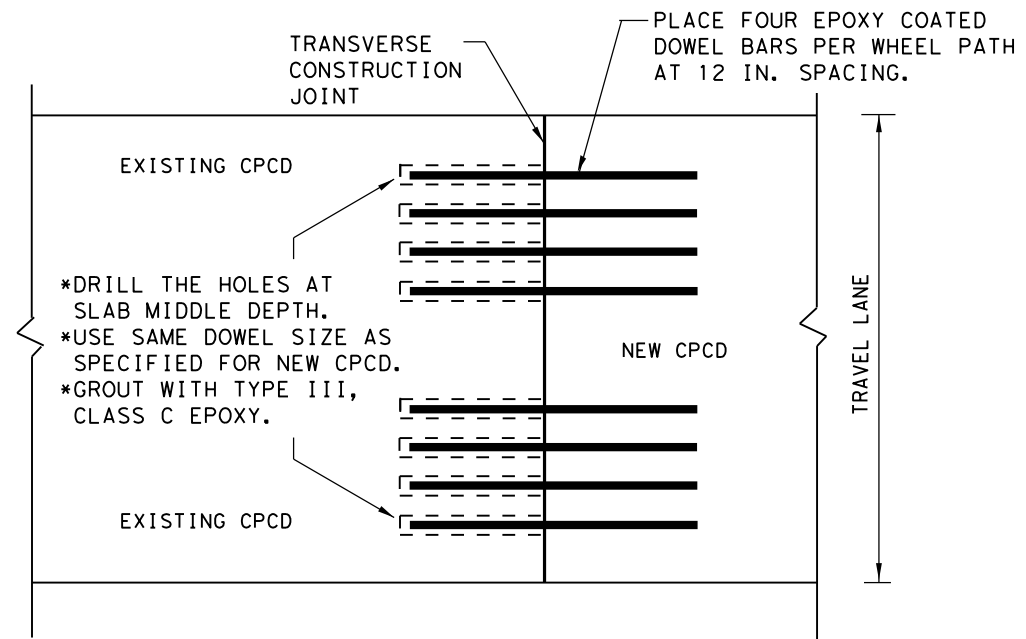 TRANSVERSE
CONSTRUCTION
JOINT
PLACE FOUR EPOXY COATED
DOWEL BARS PER WHEEL PATH
AT 12 IN. SPACING.
EXISTING CPCD
*DRILL THE HOLES AT
SLAB MIDDLE DEPTH.
*USE SAME DOWEL SIZE AS
SPECIFIED FOR NEW CPCD.
*GROUT WITH TYPE III,
CLASS C EPOXY.
NEW CPCD
TRAVEL LANE
EXISTING CPCD